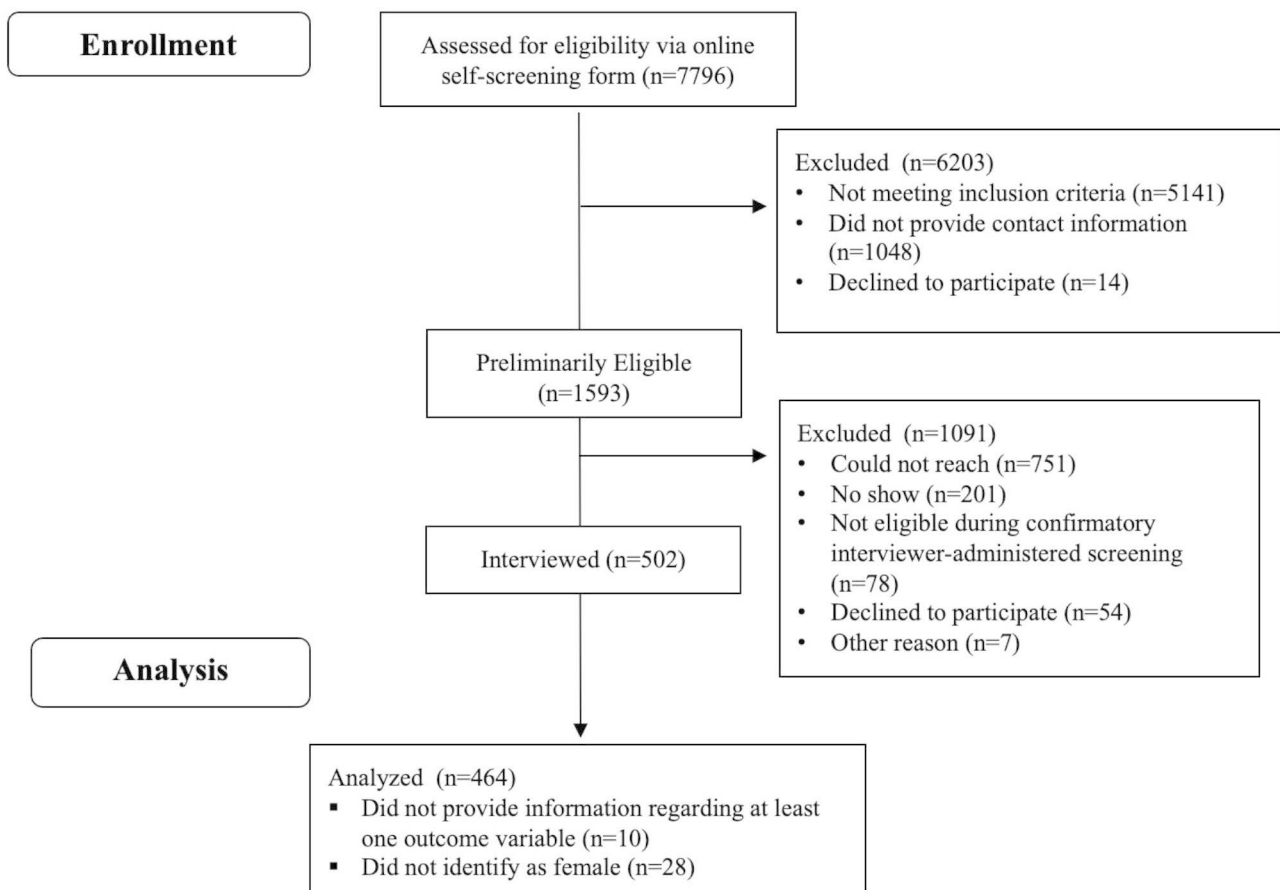 Enrollment
Assessed for eligibility via online
self-screening form (n=7796)
Excluded (n=6203)
• Not meeting inclusion criteria (n=5141)
• Did not provide contact information
(n=1048)
• Declined to participate (n=14)
Preliminarily Eligible
(n=1593)
Excluded (n=1091)
• Could not reach (n=751)
• No show (n=201)
• Not eligible during confirmatory
interviewer-administered screening
(n=78)
• Declined to participate (n=54)
• Other reason (n=7)
Interviewed (n=502)
Analysis
Analyzed (n=464)
▪ Did not provide information regarding at least
one outcome variable (n=10)
▪ Did not identify as female (n=28)